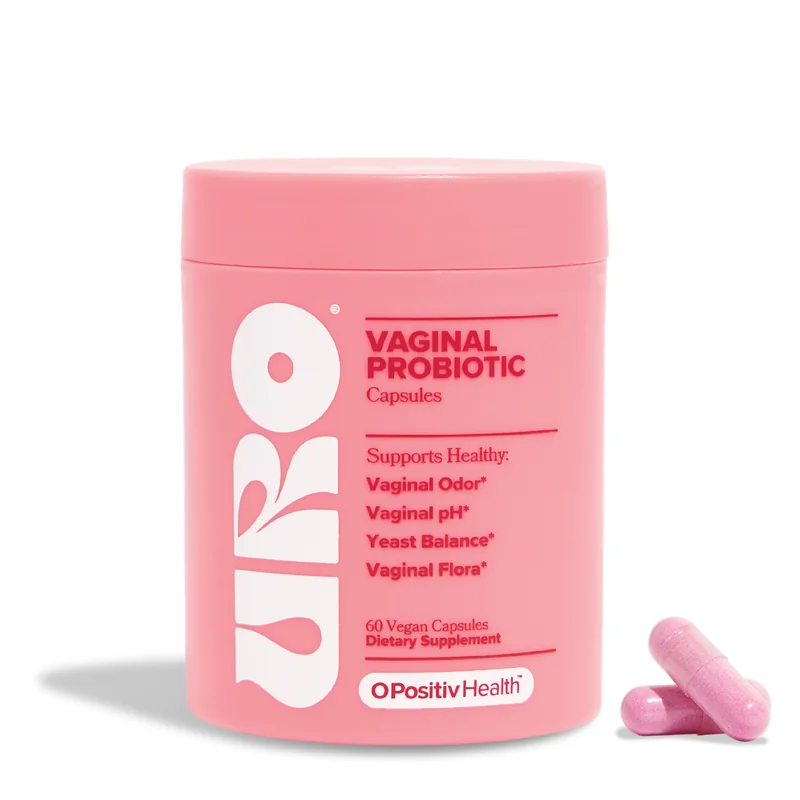 URO®
VAGINAL
PROBIOTIC
Capsules
Supports Healthy:
Vaginal Odor*
Vaginal pH*
Yeast Balance*
Vaginal Flora*
60 Vegan Capsules
Dietary Supplement
OPositivHealth™